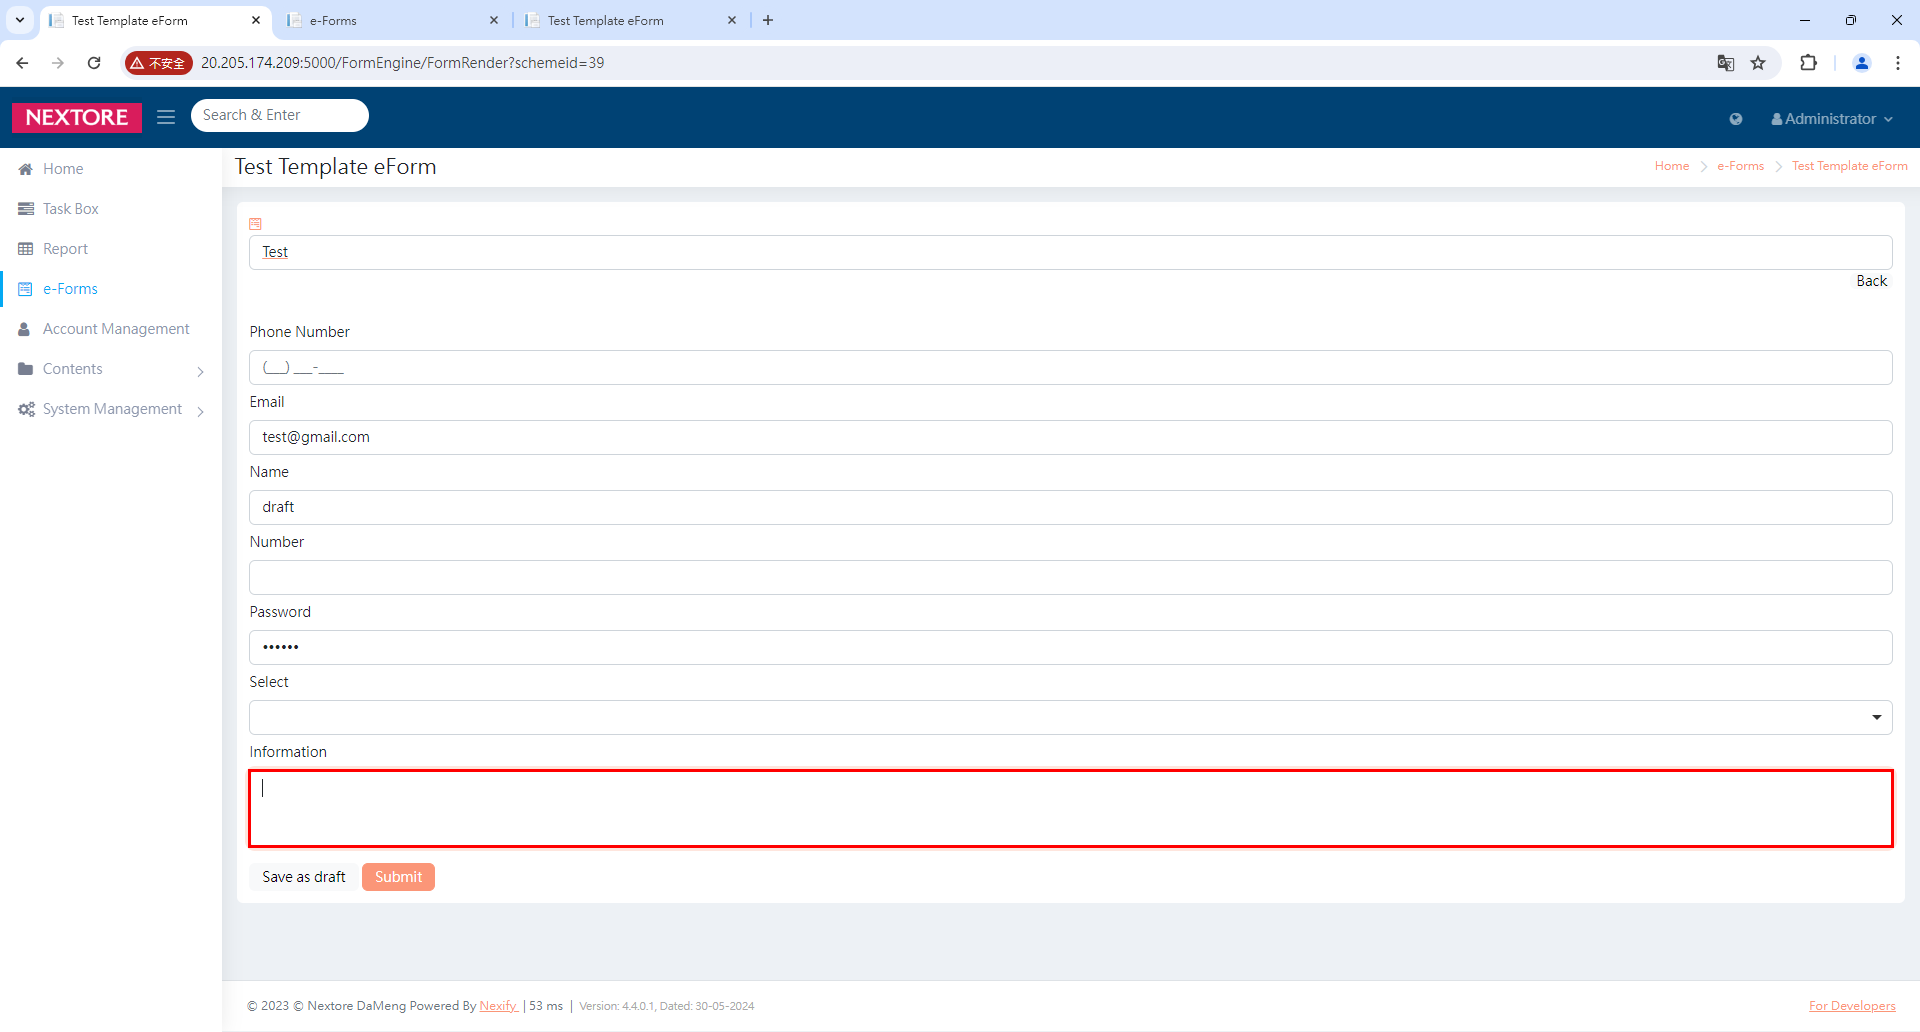 Test Template eForm
e-Forms
Test Template eForm
不安全
20.205.174.209:5000/FormEngine/FormRender?schemeid=39
NEXTORE
Search & Enter
Administrator
Home
Task Box
Report
e-Forms
Account Management
Contents
System Management
Test Template eForm
Home e-Forms Test Template eForm
Test
Back
Phone Number
(___) ___-____
Email
test@gmail.com
Name
draft
Number
Password
••••••
Select
Information
Save as draft
Submit
© 2023 © Nextore DaMeng Powered By Nexify | 53 ms | Version: 4.4.0.1, Dated: 30-05-2024
For Developers